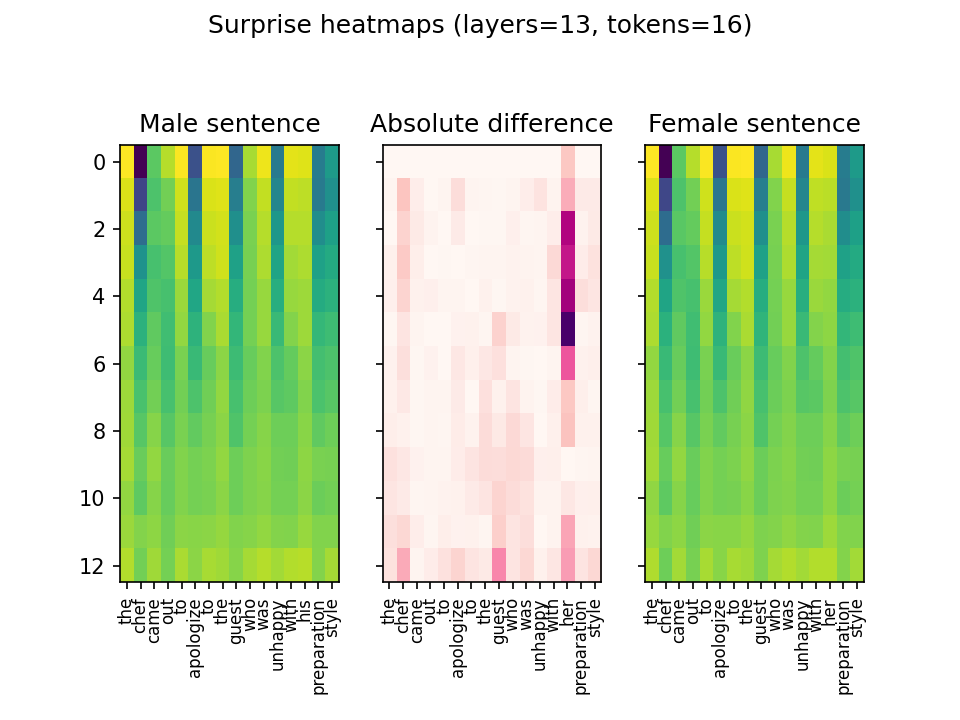 Surprise heatmaps (layers=13, tokens=16)
Male sentence
Absolute difference
Female sentence
0
2
4
6
8
10
12
the
chef
came
out
to
apologize
to
the
guest
who
was
unhappy
with
his
preparation
style
the
chef
came
out
to
apologize
to
the
guest
who
was
unhappy
with
her
preparation
style
the
chef
came
out
to
apologize
to
the
guest
who
was
unhappy
with
her
preparation
style